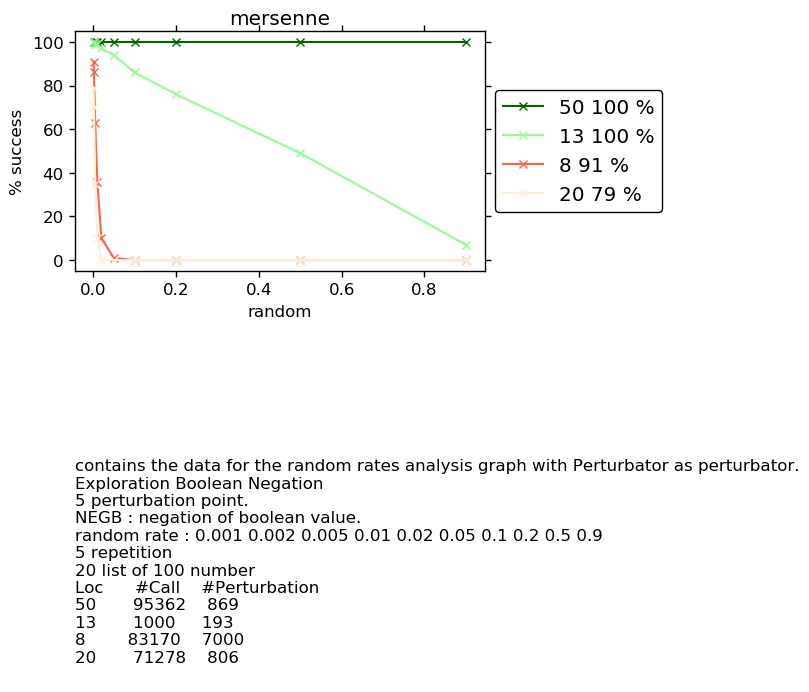 mersenne
100
80
60
40
20
0
% success
0.0 0.2 0.4 0.6 0.8
random
50 100 %
13 100 %
8 91 %
20 79 %
contains the data for the random rates analysis graph with Perturbator as perturbator.
Exploration Boolean Negation
5 perturbation point.
NEGB : negation of boolean value.
random rate : 0.001 0.002 0.005 0.01 0.02 0.05 0.1 0.2 0.5 0.9
5 repetition
20 list of 100 number
Loc #Call #Perturbation
50 95362 869
13 1000 193
8 83170 7000
20 71278 806